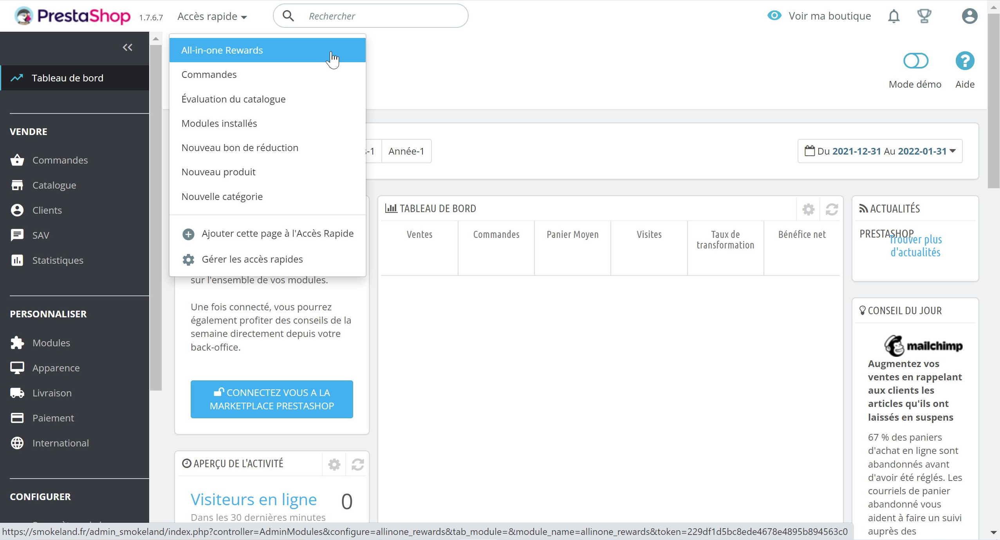 PrestaShop 1.7.6.7 Accès rapide Rechercher Voir ma boutique
Mode démo Aide
Tableau de bord
VENDRE
Commandes
Catalogue
Clients
SAV
Statistiques
PERSONNALISER
Modules
Apparence
Livraison
Paiement
International
CONFIGURER
All-in-one Rewards
Commandes
Évaluation du catalogue
Modules installés
Nouveau bon de réduction
Nouveau produit
Nouvelle catégorie
Ajouter cette page à l'Accès Rapide
Gérer les accès rapides
-1 Année-1
Du 2021-12-31 Au 2022-01-31
sur l'ensemble de vos modules.
Une fois connecté, vous pourrez
également profiter des conseils de la
semaine directement depuis votre
back-office.
CONNECTEZ VOUS A LA
MARKETPLACE PRESTASHOP
APERÇU DE L'ACTIVITÉ
Visiteurs en ligne 0
Dans les 30 dernières minutes
TABLEAU DE BORD
Ventes Commandes Panier Moyen Visites Taux de Bénéfice net
transformation
ACTUALITÉS
PRESTASHOP
Trouver plus
d'actualités
CONSEIL DU JOUR
mailchimp
Augmentez vos
ventes en rappelant
aux clients les
articles qu'ils ont
laissés en suspens
67 % des paniers
d'achat en ligne sont
abandonnés avant
d'avoir été réglés. Les
courriels de panier
abandonné vous
aident à faire un suivi
auprès des
https://smokeland.fr/admin_smokeland/index.php?controller=AdminModules&configure=allinone_rewards&tab_module=&module_name=allinone_rewards&token=229df1d5bc8ede4678e4895b894563c0